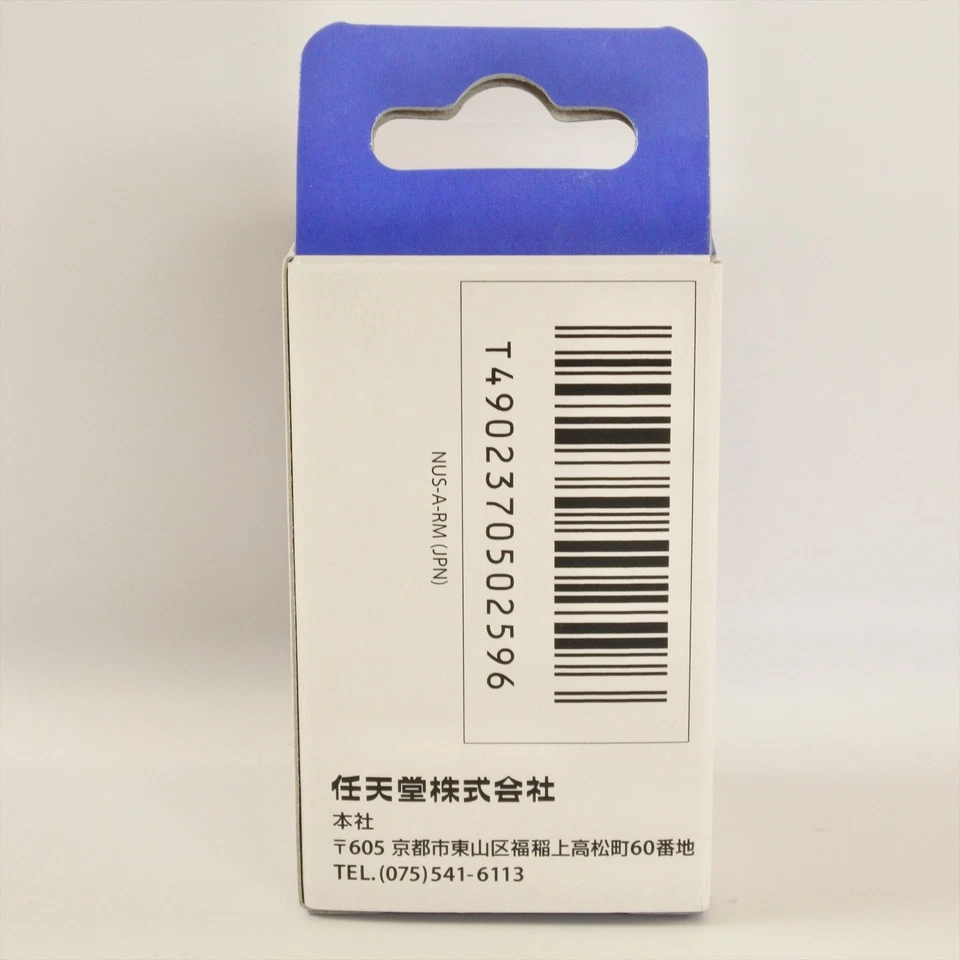 T4902370502596
NUS-A-RM (JPN)
任天堂株式会社
本社
〒605 京都市東山区福稲上高松町60番地
TEL.(075)541-6113